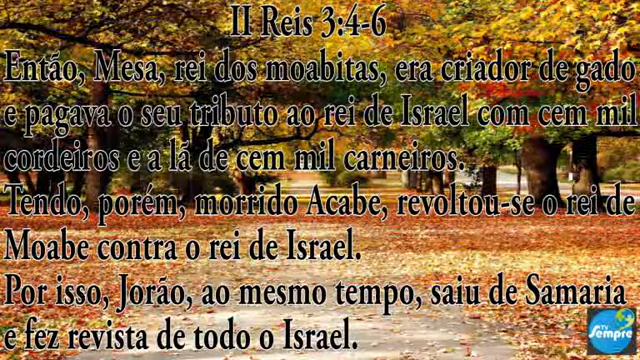 II Reis 3:4-6
Então, Mesa, rei dos moabitas, era criador de gado
e pagava o seu tributo ao rei de Israel com cem mil
cordeiros e a lã de cem mil carneiros.
Tendo, porém, morrido Acabe, revoltou-se o rei de
Moabe contra o rei de Israel.
Por isso, Jorão, ao mesmo tempo, saiu de Samaria
e fez revista de todo o Israel.
TV
Sempre